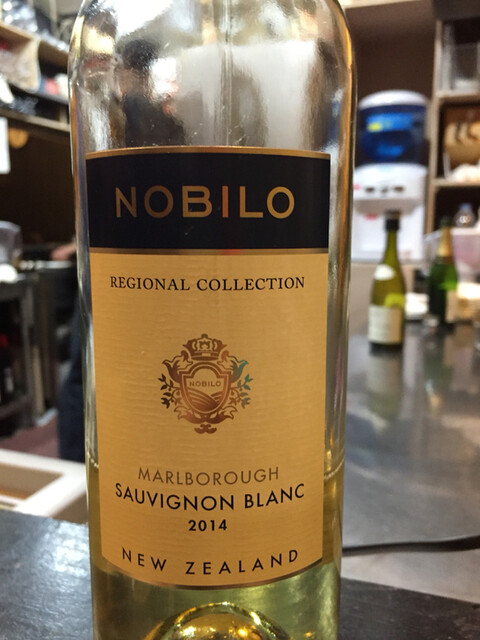 NOBILO
REGIONAL COLLECTION
NOBILO
MARLBOROUGH
SAUVIGNON BLANC
2014
NEW ZEALAND